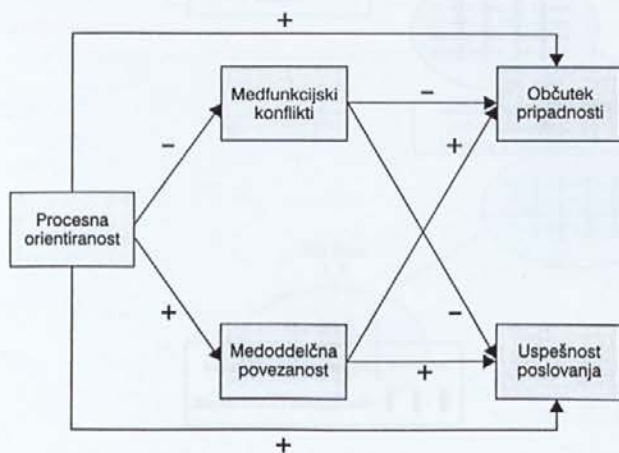 +
Medfunkcijski
konflikti
Občutek
pripadnosti
−
+
−
Procesna
orientiranost
+
−
Medoddelčna
povezanost
+
Uspešnost
poslovanja
+